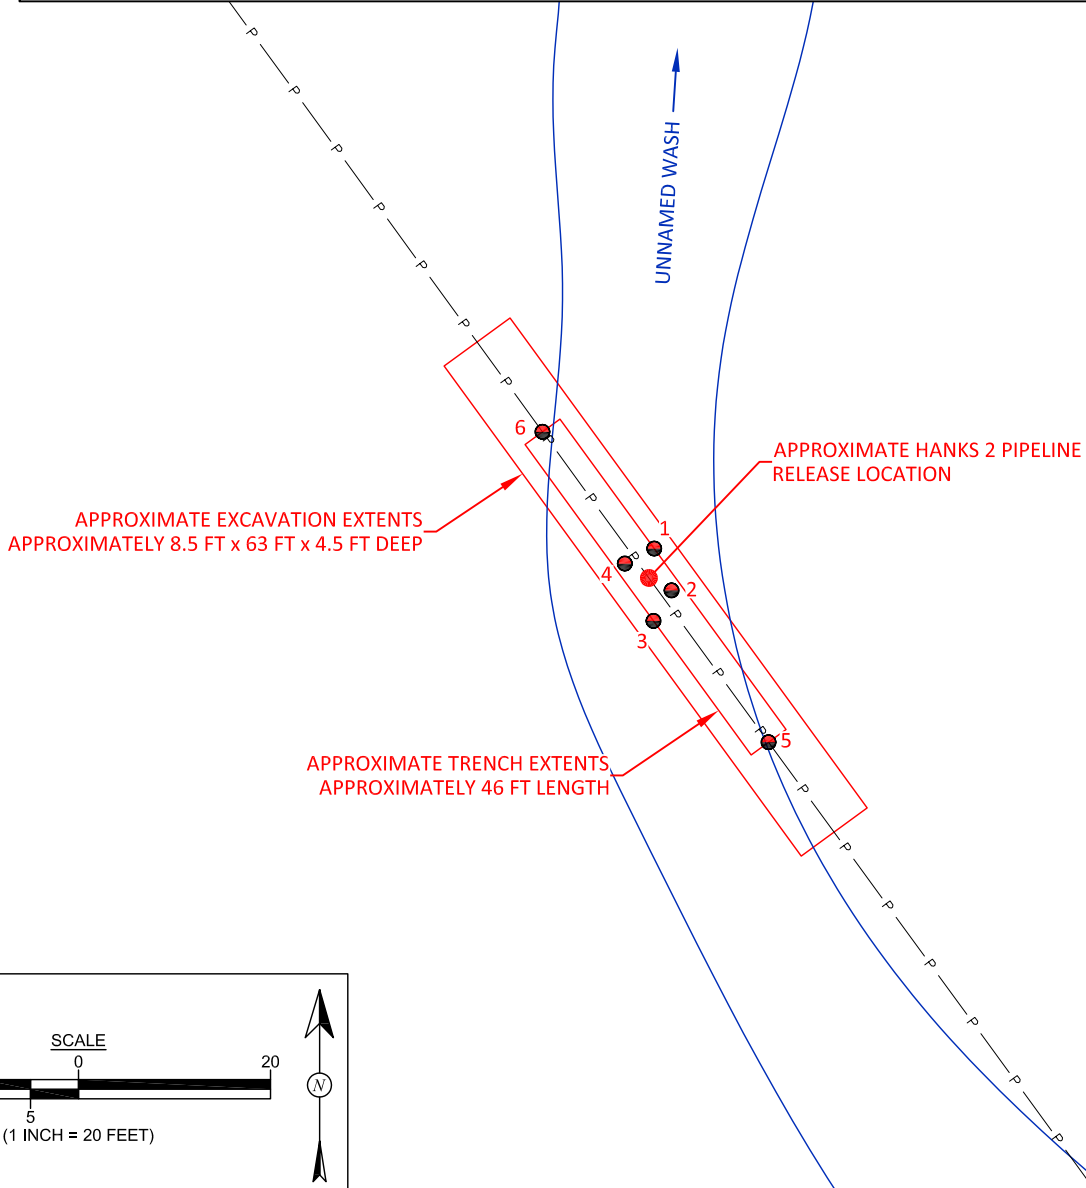 P
P
P
P
P
P
UNNAMED WASH
P
6
P
APPROXIMATE HANKS 2 PIPELINE
RELEASE LOCATION
P
APPROXIMATE EXCAVATION EXTENTS
APPROXIMATELY 8.5 FT x 63 FT x 4.5 FT DEEP
1
P
4
2
P
3
P
P
5
APPROXIMATE TRENCH EXTENTS
APPROXIMATELY 46 FT LENGTH
P
P
P
P
P
P
P
SCALE
0 20
5
(1 INCH = 20 FEET)
N